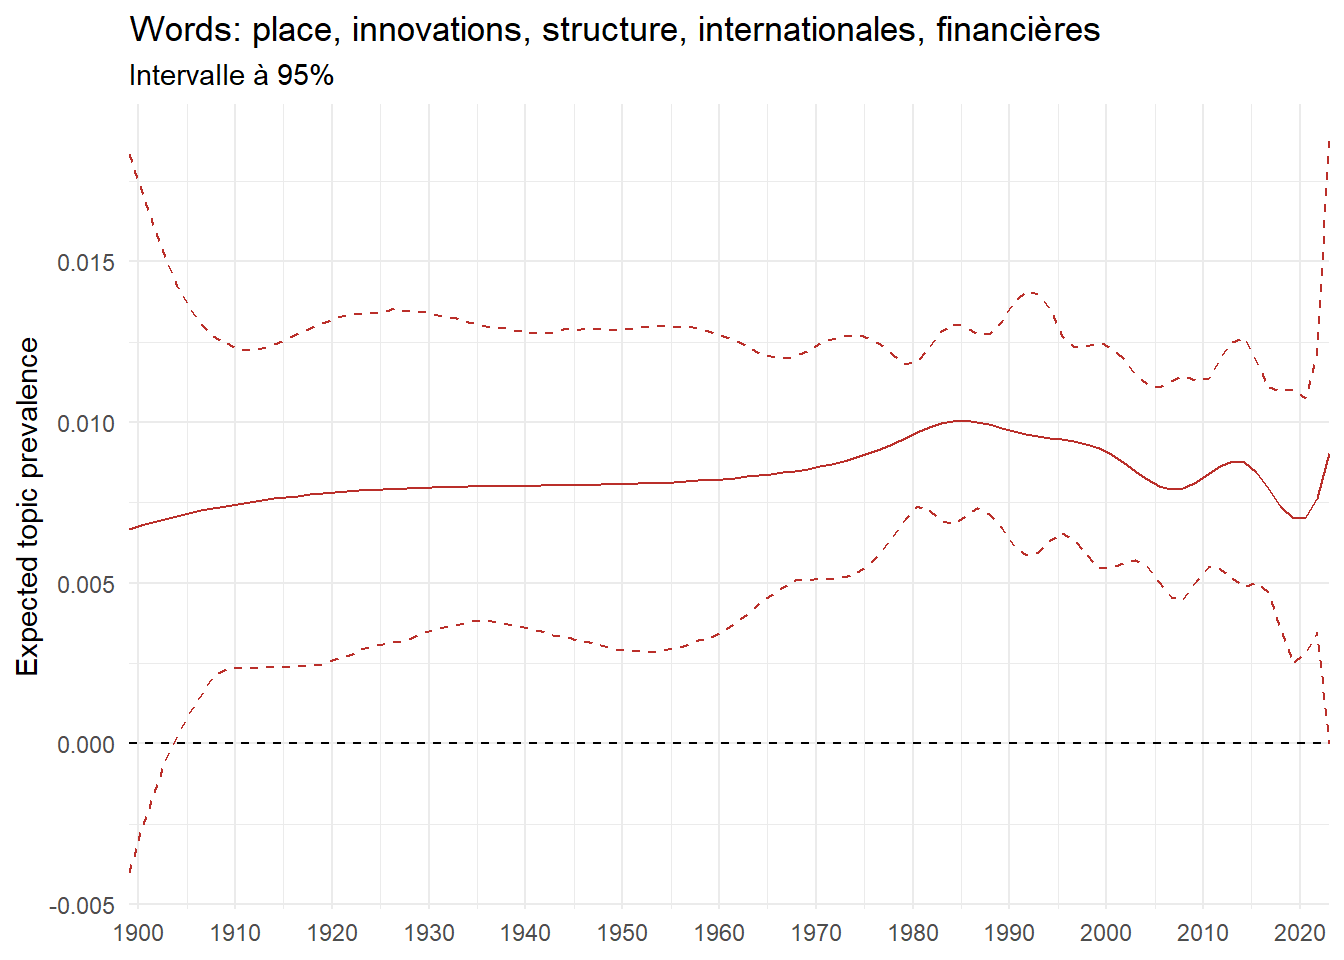 Words: place, innovations, structure, internationales, financières
Intervalle à 95%
Expected topic prevalence
0.015
0.010
0.005
0.000
-0.005
1900 1910 1920 1930 1940 1950 1960 1970 1980 1990 2000 2010 2020